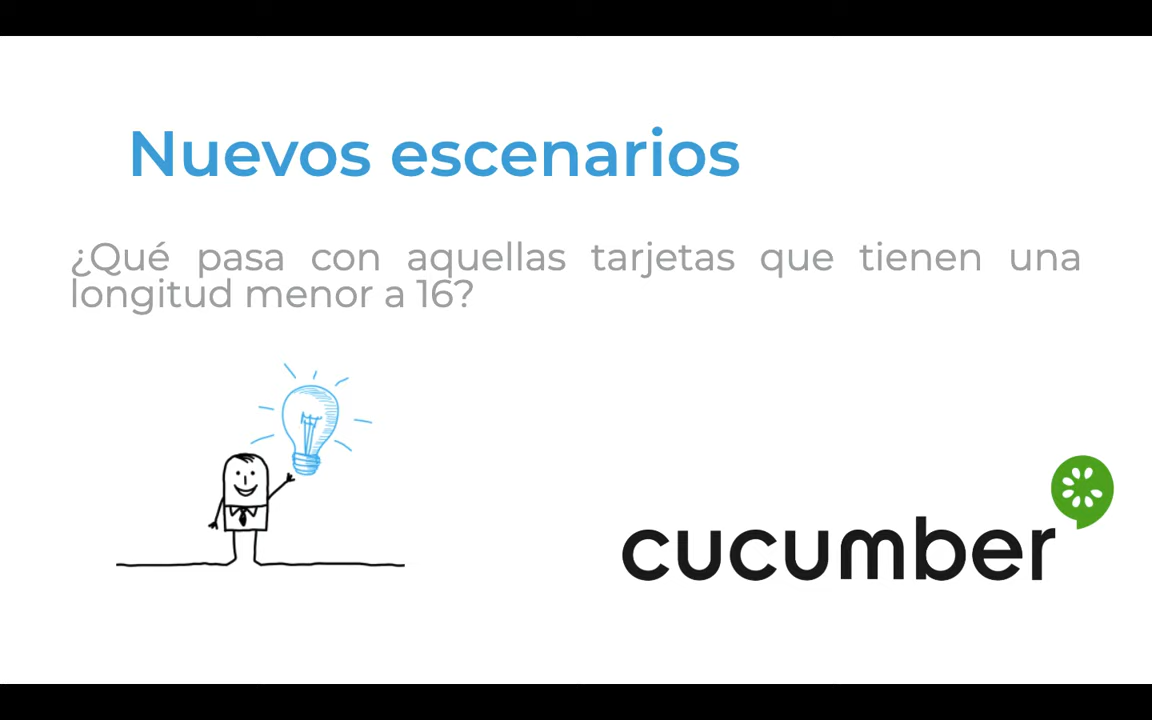 Nuevos escenarios
¿Qué pasa con aquellas tarjetas que tienen una
longitud menor a 16?
cucumber